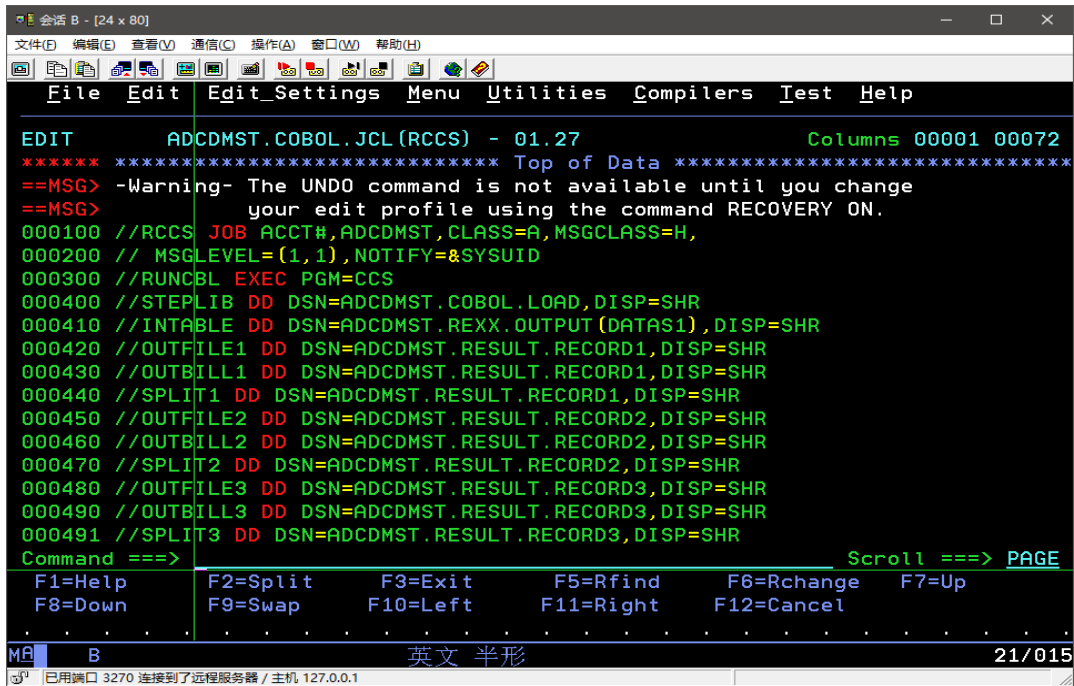 会话 B - [24 x 80]
文件(F) 编辑(E) 查看(V) 通信(C) 操作(A) 窗口(W) 帮助(H)
File Edit Edit_Settings Menu Utilities Compilers Test Help
EDIT ADCDMST.COBOL.JCL(RCCS) - 01.27 Columns 00001 00072
****** ***************************** Top of Data ******************************
==MSG> -Warning- The UNDO command is not available until you change
==MSG> your edit profile using the command RECOVERY ON.
000100 //RCCS JOB ACCT#,ADCDMST,CLASS=A,MSGCLASS=H,
000200 // MSGLEVEL=(1,1),NOTIFY=&SYSUID
000300 //RUNCBL EXEC PGM=CCS
000400 //STEPLIB DD DSN=ADCDMST.COBOL.LOAD,DISP=SHR
000410 //INTABLE DD DSN=ADCDMST.REXX.OUTPUT(DATAS1),DISP=SHR
000420 //OUTFILE1 DD DSN=ADCDMST.RESULT.RECORD1,DISP=SHR
000430 //OUTBILL1 DD DSN=ADCDMST.RESULT.RECORD1,DISP=SHR
000440 //SPLIT1 DD DSN=ADCDMST.RESULT.RECORD1,DISP=SHR
000450 //OUTFILE2 DD DSN=ADCDMST.RESULT.RECORD2,DISP=SHR
000460 //OUTBILL2 DD DSN=ADCDMST.RESULT.RECORD2,DISP=SHR
000470 //SPLIT2 DD DSN=ADCDMST.RESULT.RECORD2,DISP=SHR
000480 //OUTFILE3 DD DSN=ADCDMST.RESULT.RECORD3,DISP=SHR
000490 //OUTBILL3 DD DSN=ADCDMST.RESULT.RECORD3,DISP=SHR
000491 //SPLIT3 DD DSN=ADCDMST.RESULT.RECORD3,DISP=SHR
Command ===> Scroll ===> PAGE
F1=Help F2=Split F3=Exit F5=Rfind F6=Rchange F7=Up
F8=Down F9=Swap F10=Left F11=Right F12=Cancel
MA B 英文 半形 21/015
已用端口 3270 连接到了远程服务器 / 主机 127.0.0.1